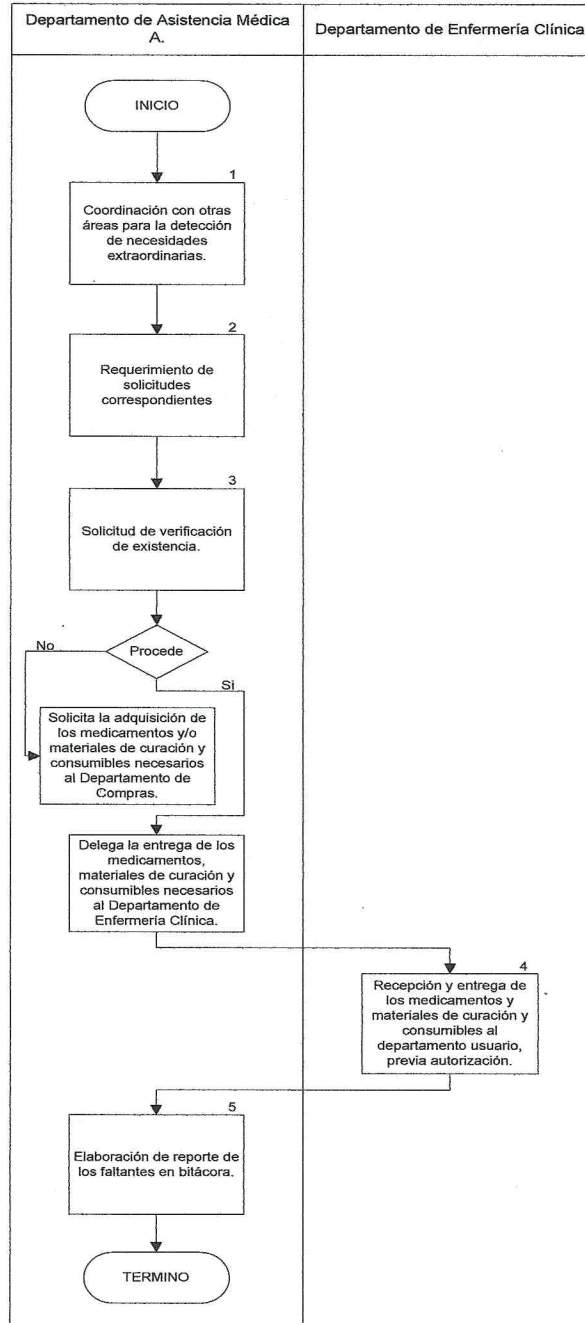 Departamento de Asistencia Médica
A.
Departamento de Enfermería Clínica
INICIO
1
Coordinación con otras
áreas para la detección
de necesidades
extraordinarias.
2
Requerimiento de
solicitudes
correspondientes
3
Solicitud de verificación
de existencia.
No
Procede
Si
Solicita la adquisición de
los medicamentos y/o
materiales de curación y
consumibles necesarios
al Departamento de
Compras.
Delega la entrega de los
medicamentos,
materiales de curación y
consumibles necesarios
al Departamento de
Enfermería Clínica.
4
Recepción y entrega de
los medicamentos y
materiales de curación y
consumibles al
departamento usuario,
previa autorización.
5
Elaboración de reporte de
los faltantes en bitácora.
TERMINO